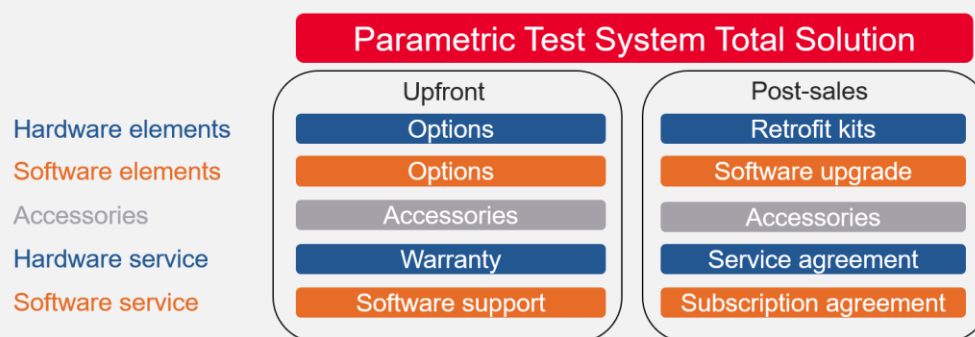 Parametric Test System Total Solution
Upfront Post-sales
Hardware elements Options Retrofit kits
Software elements Options Software upgrade
Accessories Accessories Accessories
Hardware service Warranty Service agreement
Software service Software support Subscription agreement